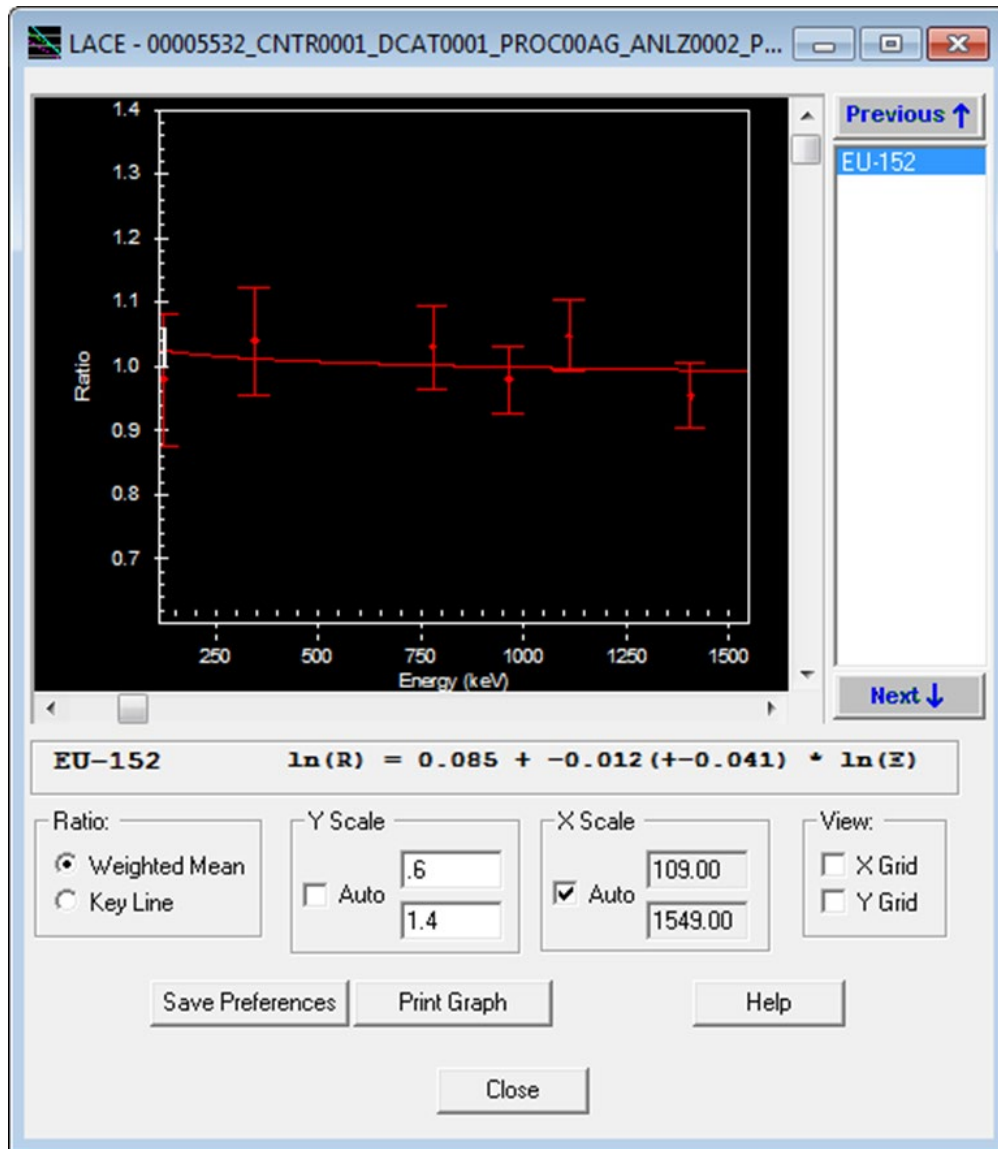 LACE - 00005532_CNTR0001_DCAT0001_PROC00AG_ANLZ0002_P...
Previous ↑
EU-152
1.4
1.3
1.2
1.1
1.0
0.9
0.8
0.7
Ratio
250 500 750 1000 1250 1500
Energy (keV)
Next ↓
EU-152 ln(R) = 0.085 + -0.012(+-0.041) * ln(E)
Ratio:
Weighted Mean
Key Line
Y Scale
Auto
.6
1.4
X Scale
Auto
109.00
1549.00
View:
X Grid
Y Grid
Save Preferences Print Graph Help
Close